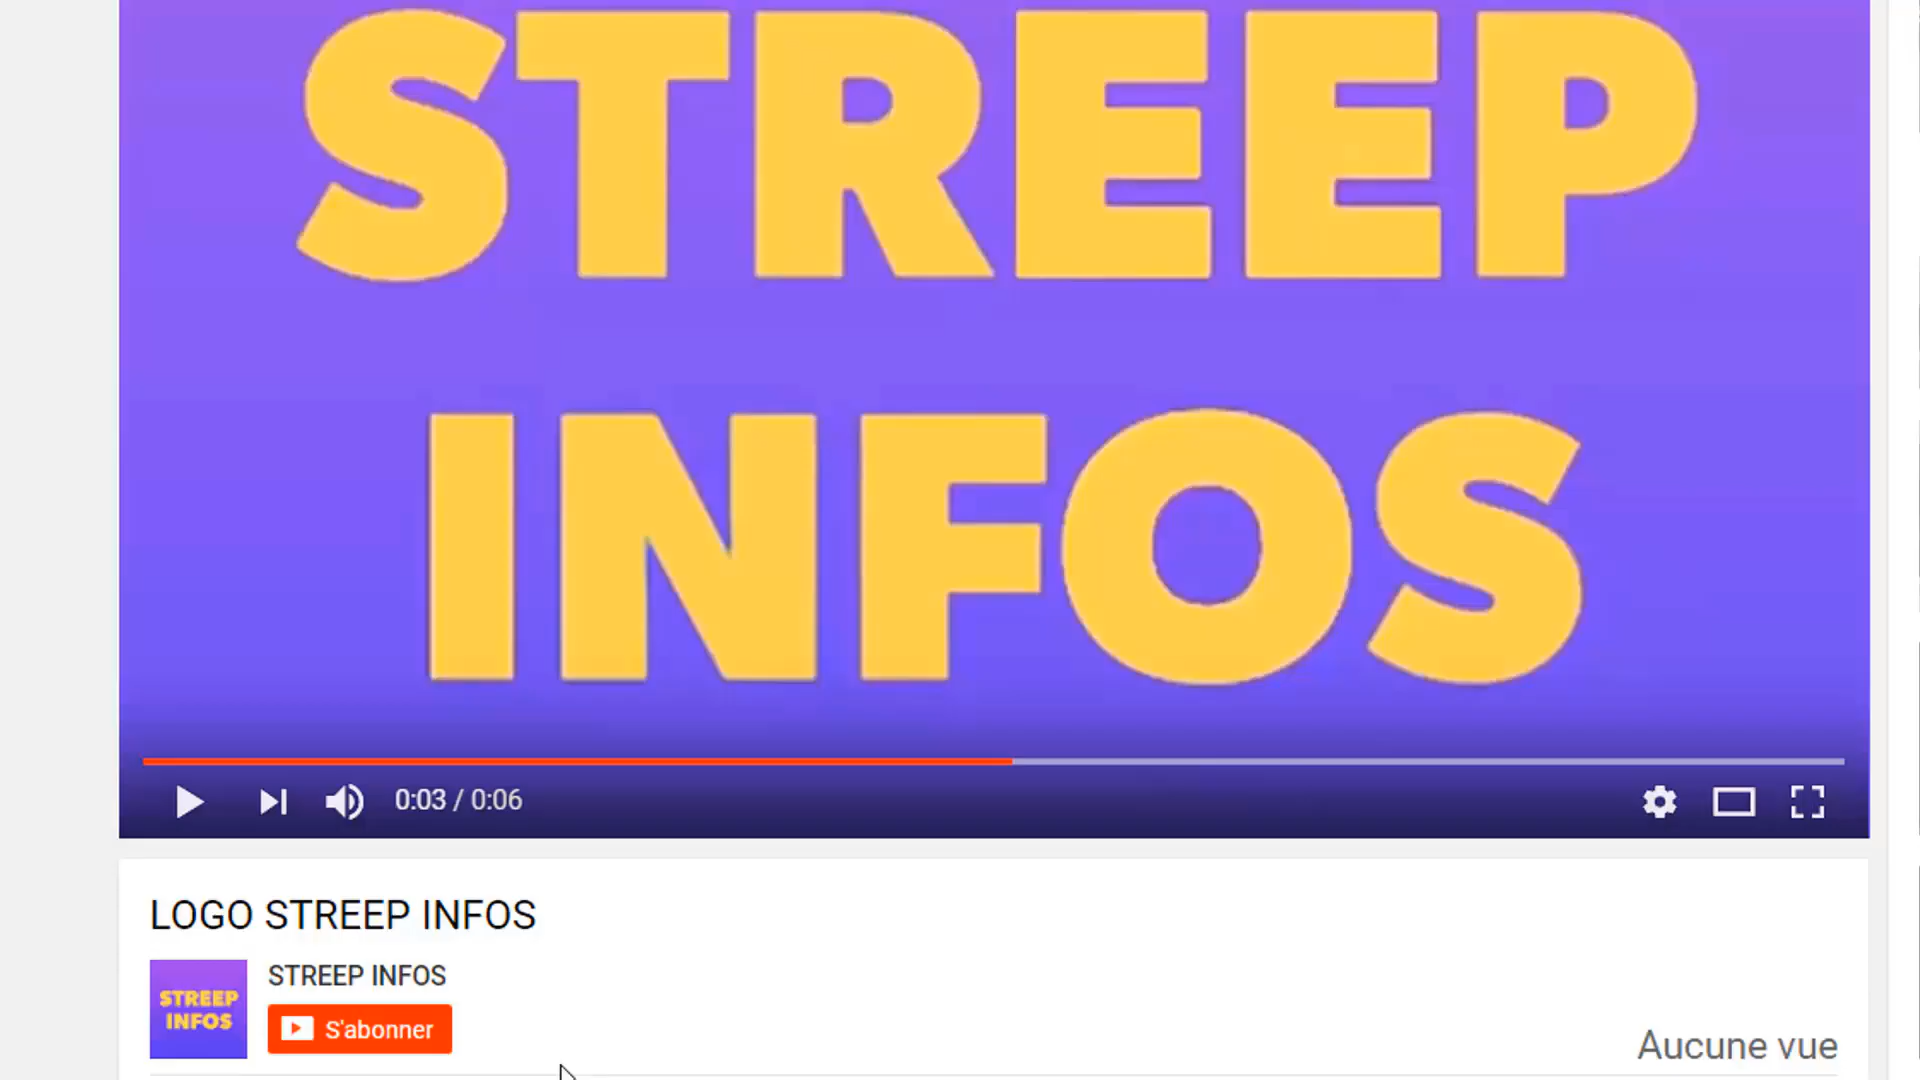 STREEP
INFOS
0:03 / 0:06
LOGO STREEP INFOS
STREEP INFOS
STREEP
INFOS
S'abonner
Aucune vue